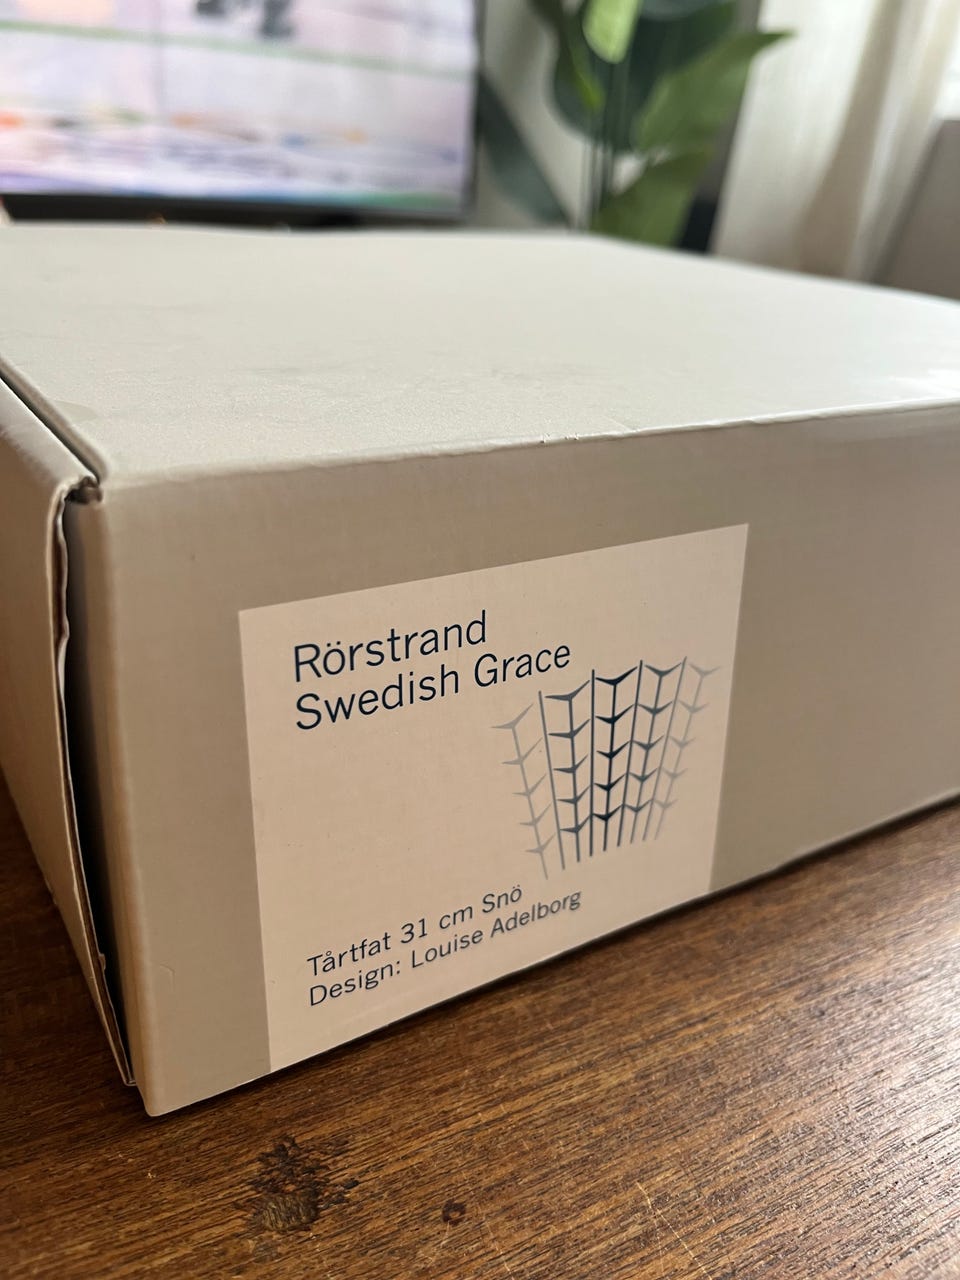 Rörstrand
Swedish Grace
Tårtfat 31 cm Snö
Design: Louise Adelborg